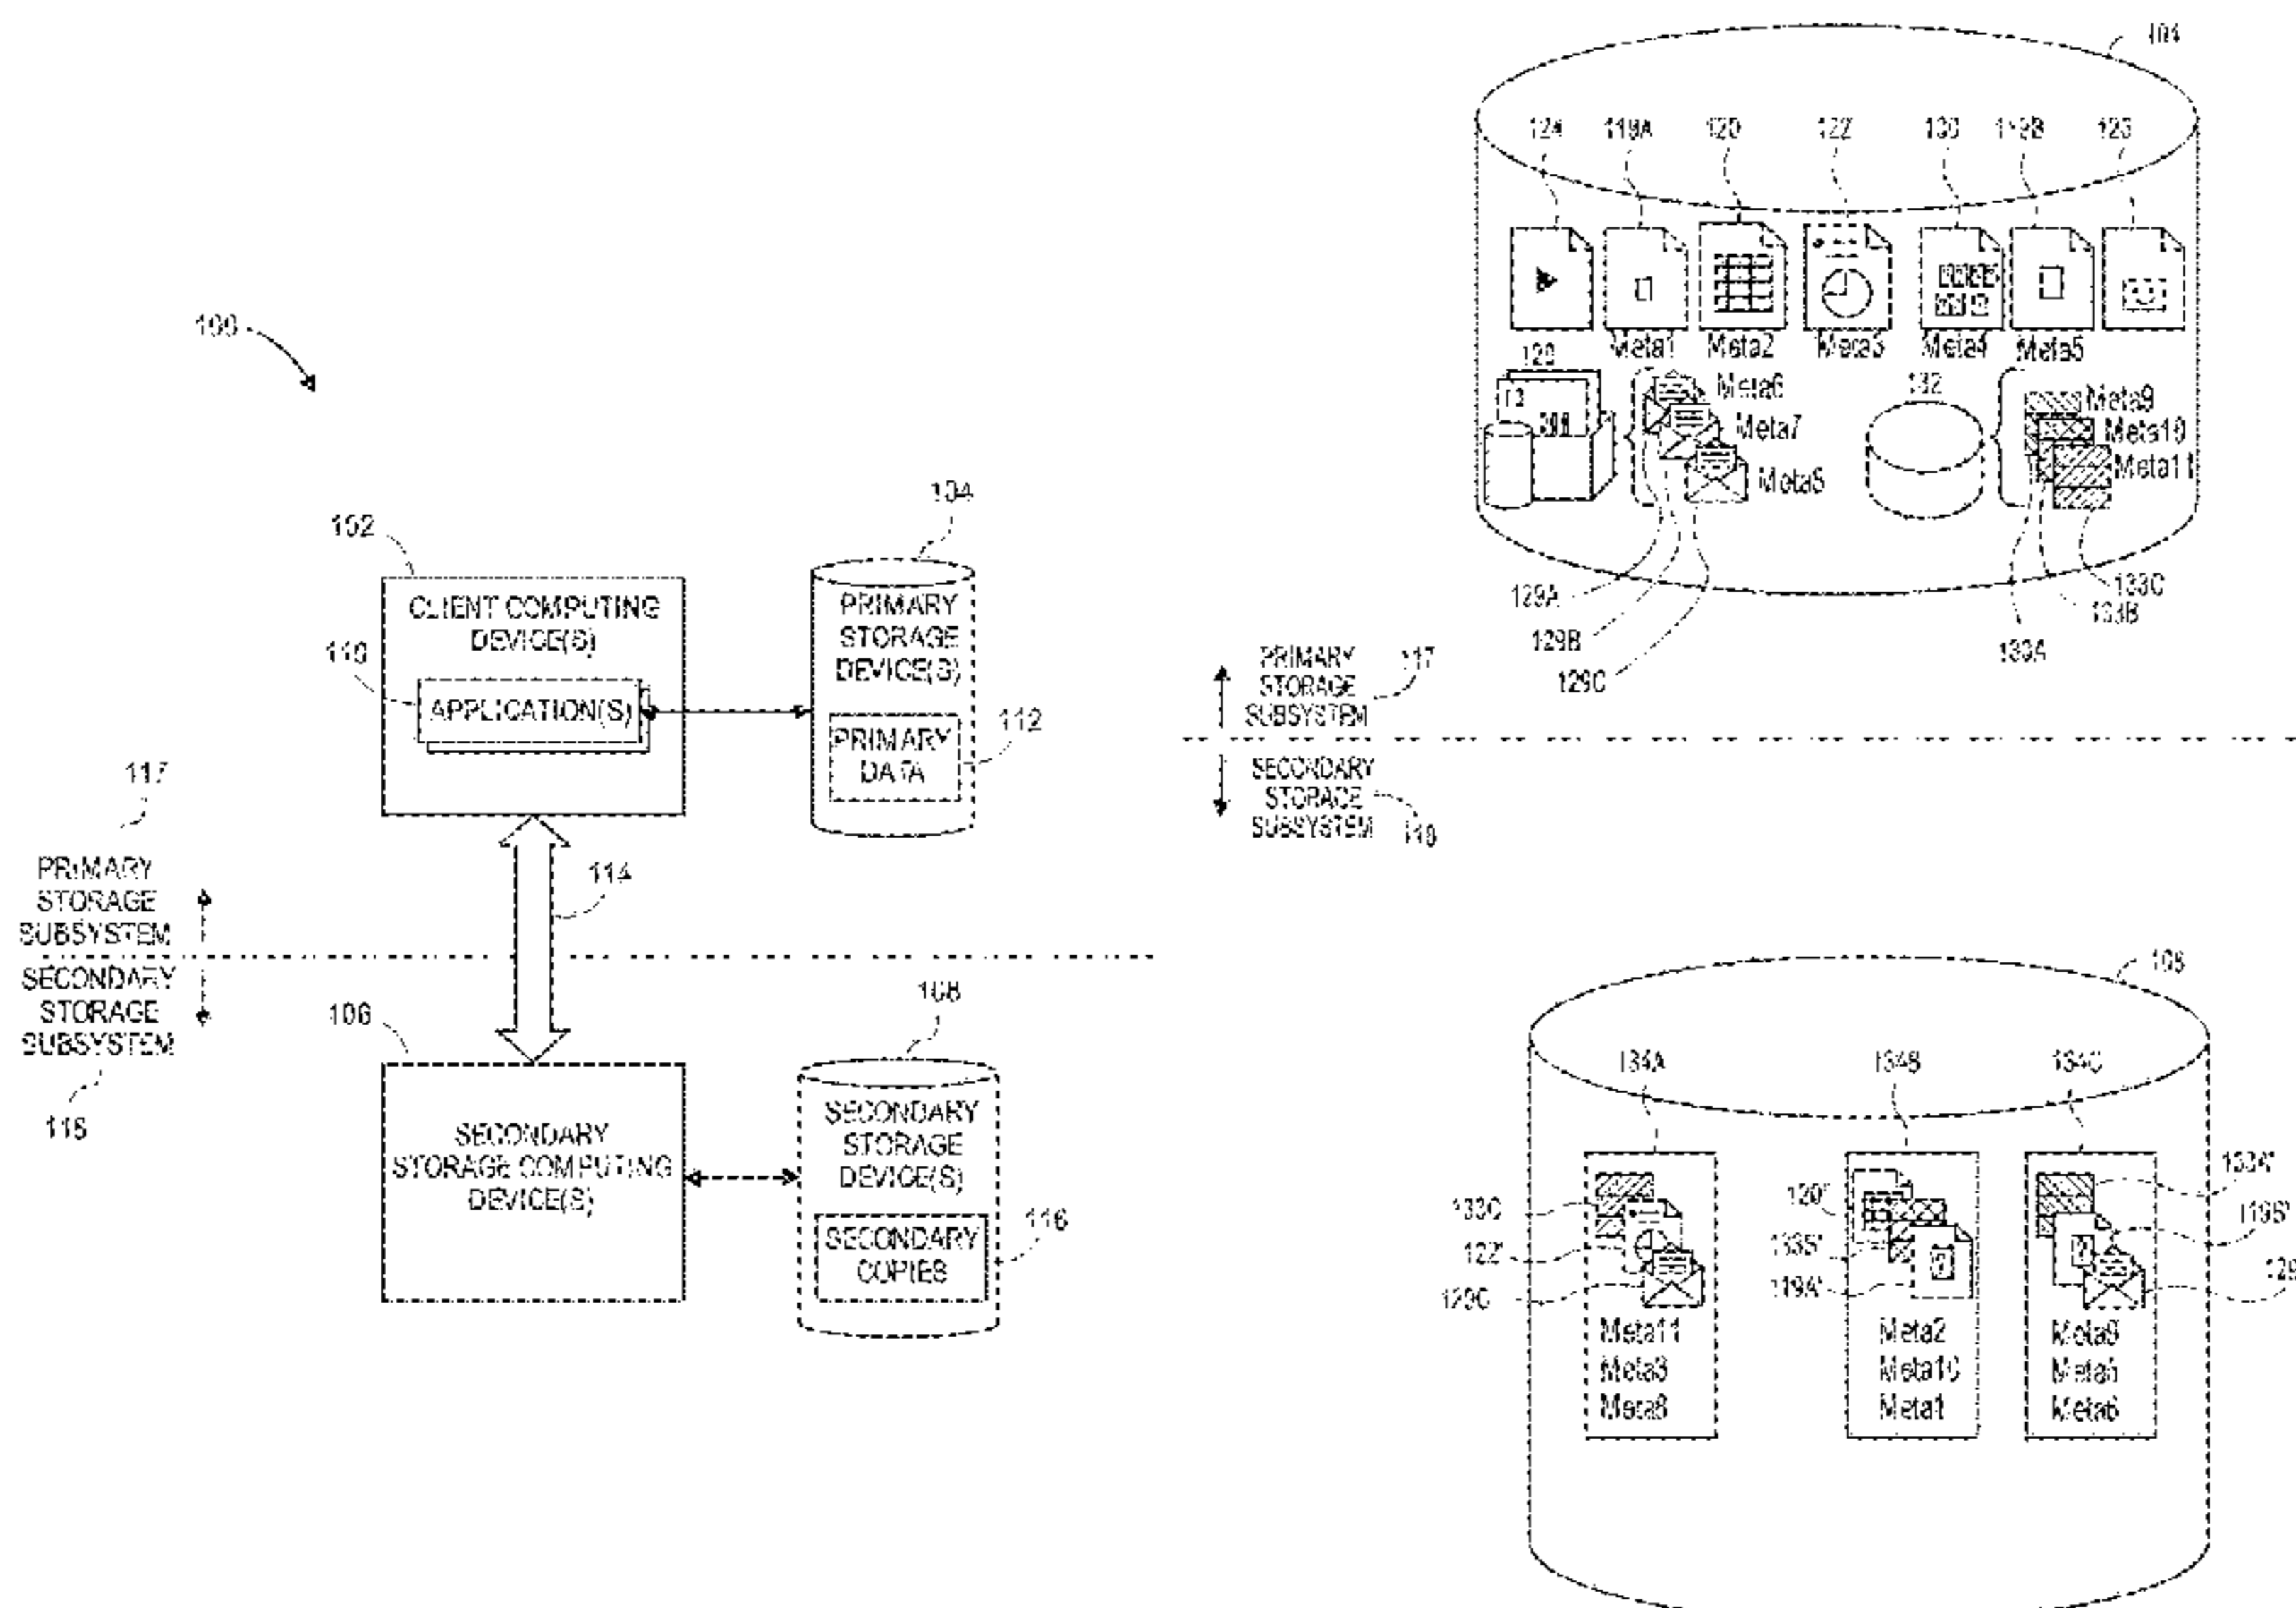 100
102
CLIENT COMPUTING
DEVICE(S)
110
APPLICATION(S)
104
PRIMARY
STORAGE
DEVICE(S)
PRIMARY
DATA
112
117
PRIMARY
STORAGE
SUBSYSTEM
SECONDARY
STORAGE
SUBSYSTEM
118
114
106
SECONDARY
STORAGE COMPUTING
DEVICE(S)
108
SECONDARY
STORAGE
DEVICE(S)
SECONDARY
COPIES
116
104
124
119A
120
122
130
119B
Meta1
Meta2
Meta3
Meta4
Meta5
Meta6
Meta7
Meta8
132
Meta9
Meta10
Meta11
129A
129B
129C
133A
133B
133C
PRIMARY
STORAGE
SUBSYSTEM
117
SECONDARY
STORAGE
SUBSYSTEM
118
108
134A
134B
134C
122'
Meta11
Meta3
Meta8
120'
119A'
Meta2
Meta10
Meta1
133A'
119B'
Meta9
Meta5
Meta6